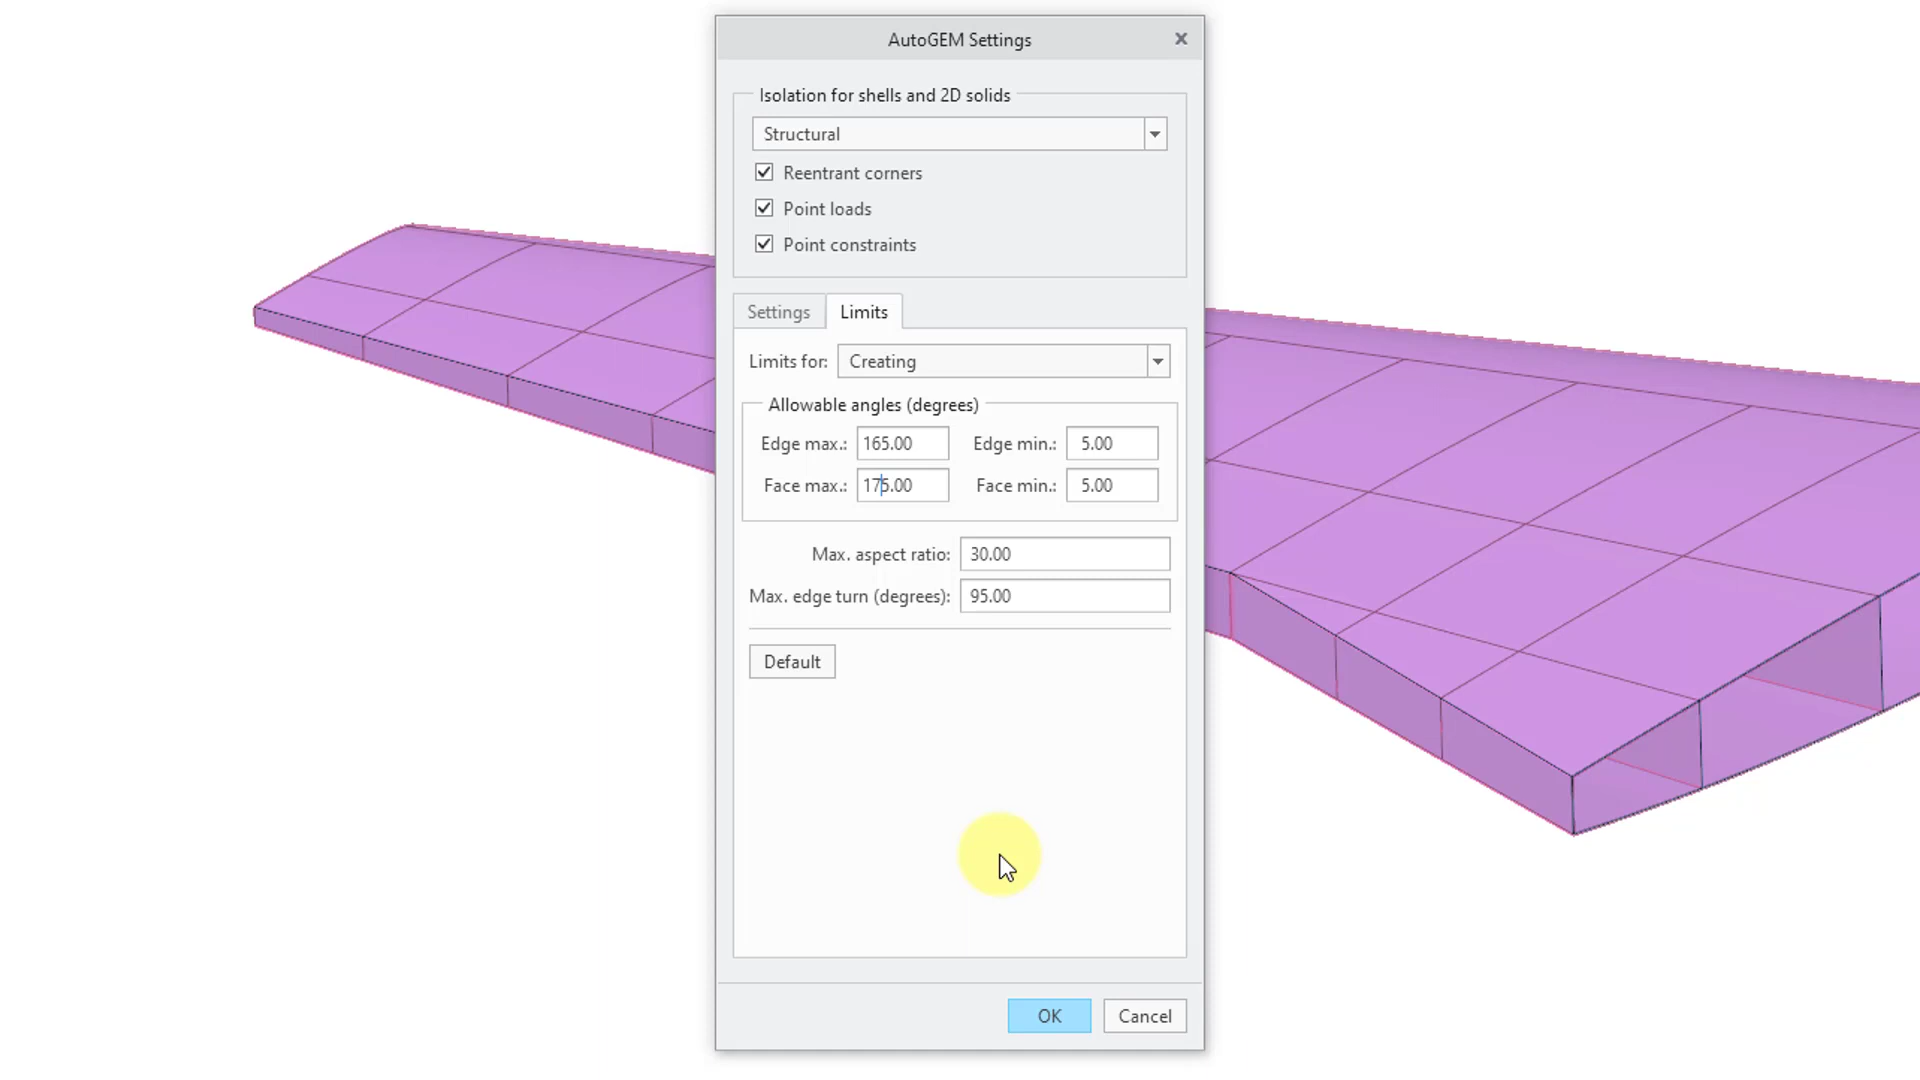 AutoGEM Settings
Isolation for shells and 2D solids
Structural
Reentrant corners
Point loads
Point constraints
Settings Limits
Limits for: Creating
Allowable angles (degrees)
Edge max.: 165.00 Edge min.: 5.00
Face max.: 175.00 Face min.: 5.00
Max. aspect ratio: 30.00
Max. edge turn (degrees): 95.00
Default
OK Cancel